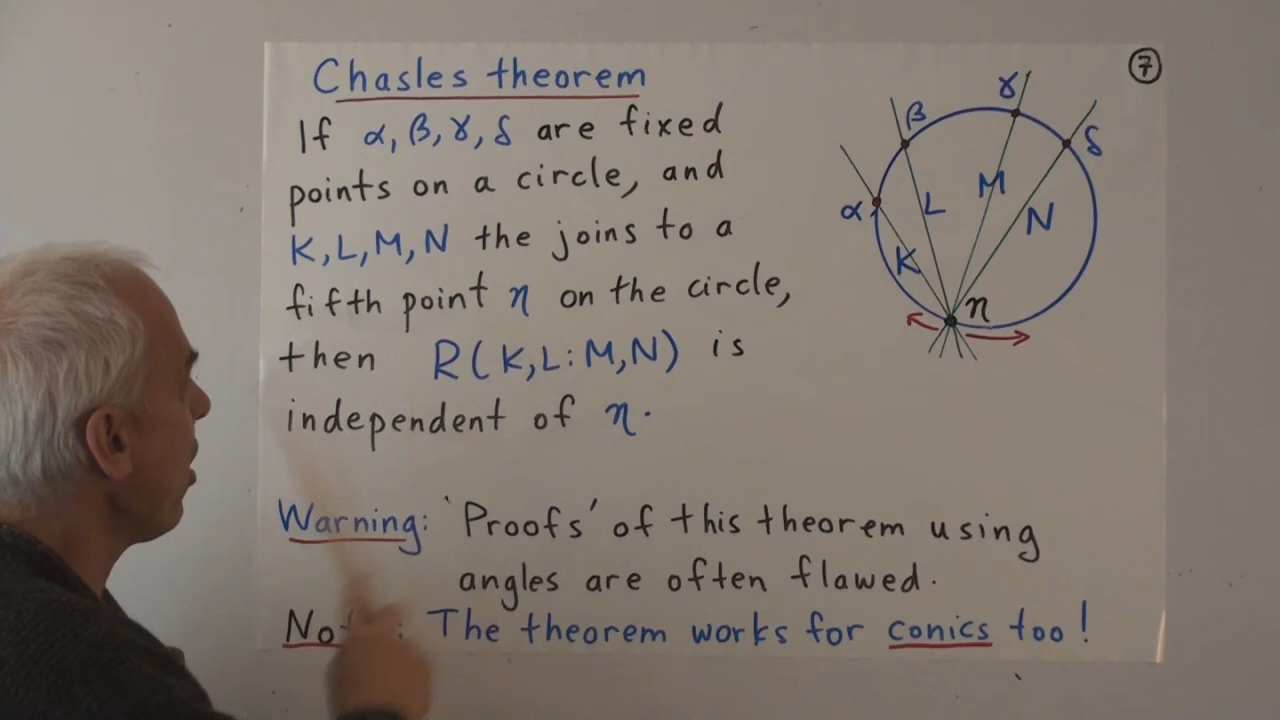 Chasles theorem
If α, β, γ, δ are fixed
points on a circle, and
K, L, M, N the joins to a
fifth point η on the circle,
then R(K,L:M,N) is
independent of η.
Warning: 'Proofs' of this theorem using
angles are often flawed.
: The theorem works for conics too!
7
γ
β
δ
α
M
L
N
K
η